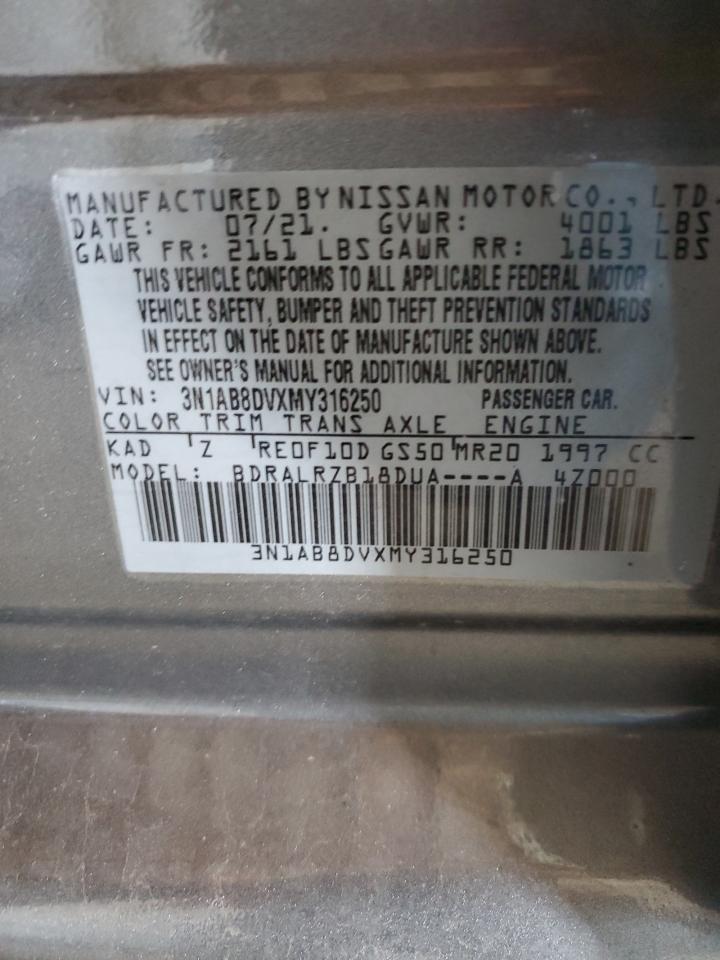 MANUFACTURED BY NISSAN MOTOR CO., LTD.
DATE: 07/21. GVWR: 4001 LBS
GAWR FR: 2161 LBS GAWR RR: 1863 LBS
THIS VEHICLE CONFORMS TO ALL APPLICABLE FEDERAL MOTOR
VEHICLE SAFETY, BUMPER AND THEFT PREVENTION STANDARDS
IN EFFECT ON THE DATE OF MANUFACTURE SHOWN ABOVE.
SEE OWNER'S MANUAL FOR ADDITIONAL INFORMATION.
VIN: 3N1AB8DVXMY316250 PASSENGER CAR.
COLOR TRIM TRANS AXLE ENGINE
KAD Z RE0F10D GS50 MR20 1997 CC
MODEL: BDRALRZB18DUA----A 4Z000
3N1AB8DVXMY316250